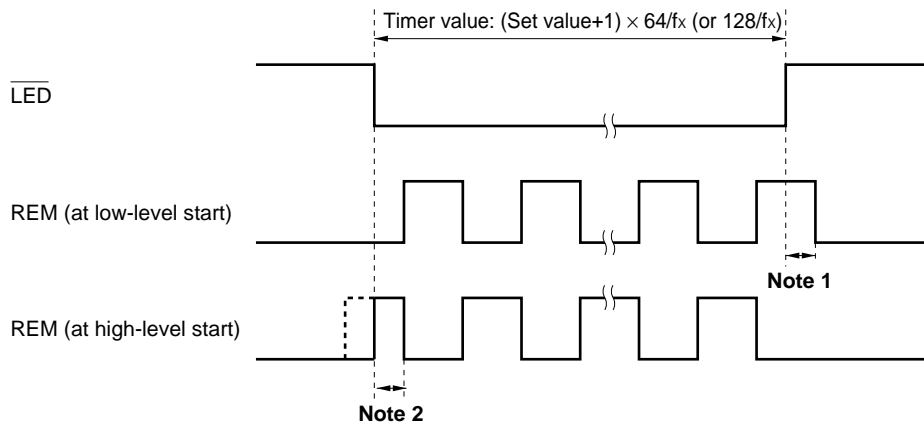 Timer value: (Set value+1) × 64/fx (or 128/fx)
LED
REM (at low-level start)
Note 1
REM (at high-level start)
Note 2